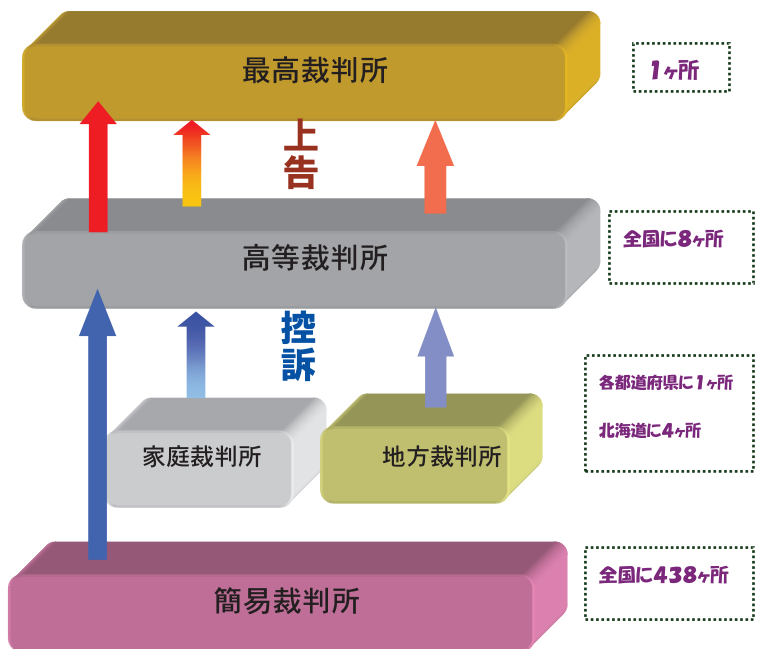 最高裁判所
1ヶ所
上告
高等裁判所
全国に8ヶ所
控訴
各都道府県に1ヶ所
北海道に4ヶ所
家庭裁判所
地方裁判所
簡易裁判所
全国に438ヶ所